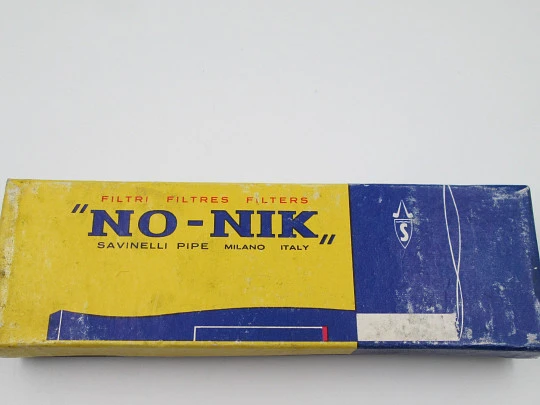 FILTRI FILTRES FILTERS
"NO-NIK„
SAVINELLI PIPE MILANO ITALY
S